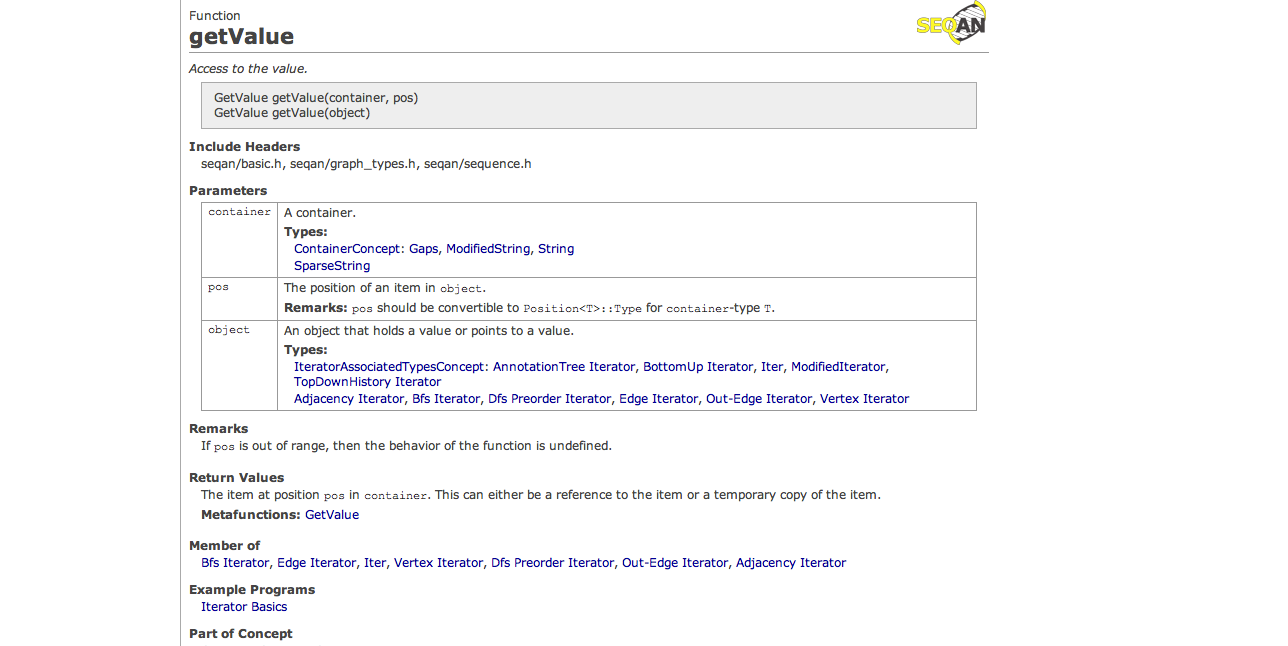 Function
getValue
SEQAN
Access to the value.
GetValue getValue(container, pos)
GetValue getValue(object)
Include Headers
seqan/basic.h, seqan/graph_types.h, seqan/sequence.h
Parameters
container
A container.
Types:
ContainerConcept: Gaps, ModifiedString, String
SparseString
pos
The position of an item in object.
Remarks: pos should be convertible to Position<T>::Type for container-type T.
object
An object that holds a value or points to a value.
Types:
IteratorAssociatedTypesConcept: AnnotationTree Iterator, BottomUp Iterator, Iter, ModifiedIterator,
TopDownHistory Iterator
Adjacency Iterator, Bfs Iterator, Dfs Preorder Iterator, Edge Iterator, Out-Edge Iterator, Vertex Iterator
Remarks
If pos is out of range, then the behavior of the function is undefined.
Return Values
The item at position pos in container. This can either be a reference to the item or a temporary copy of the item.
Metafunctions: GetValue
Member of
Bfs Iterator, Edge Iterator, Iter, Vertex Iterator, Dfs Preorder Iterator, Out-Edge Iterator, Adjacency Iterator
Example Programs
Iterator Basics
Part of Concept